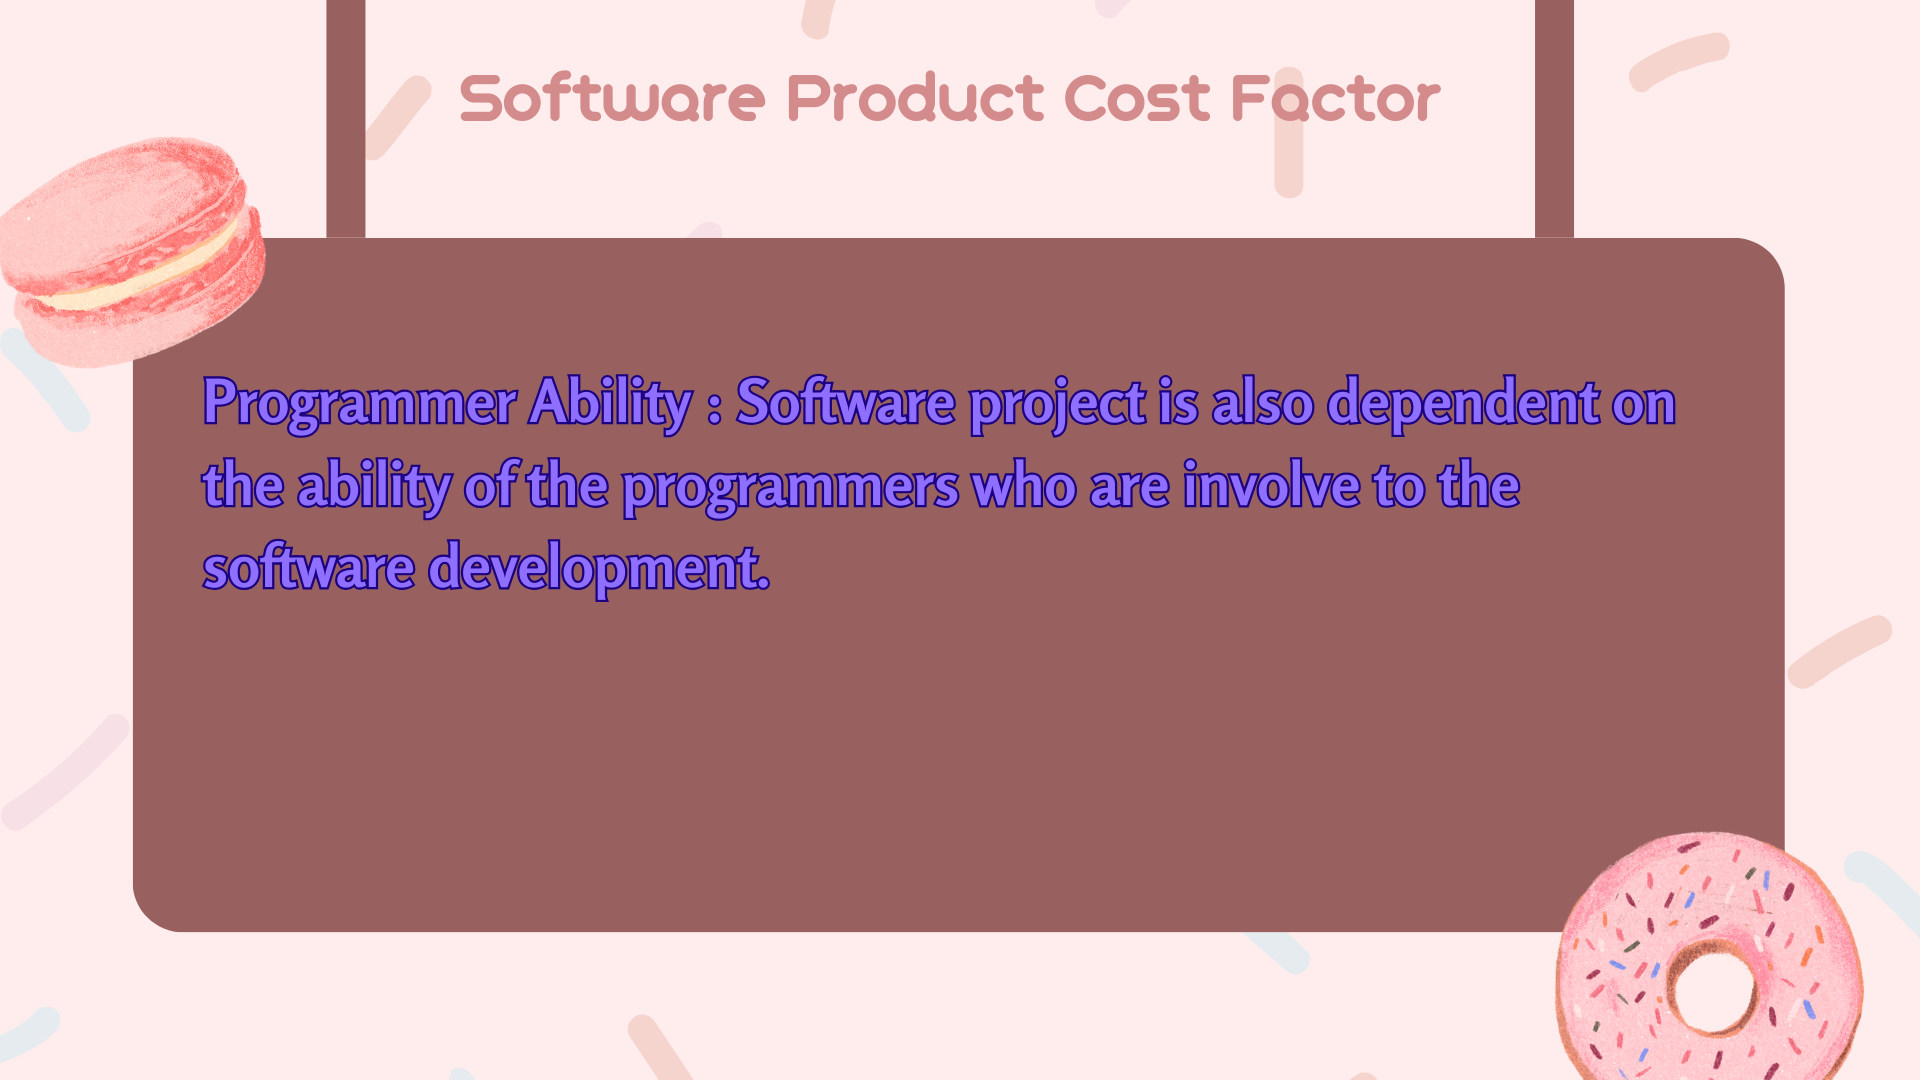 Software Product Cost Factor
Programmer Ability : Software project is also dependent on
the ability of the programmers who are involve to the
software development.